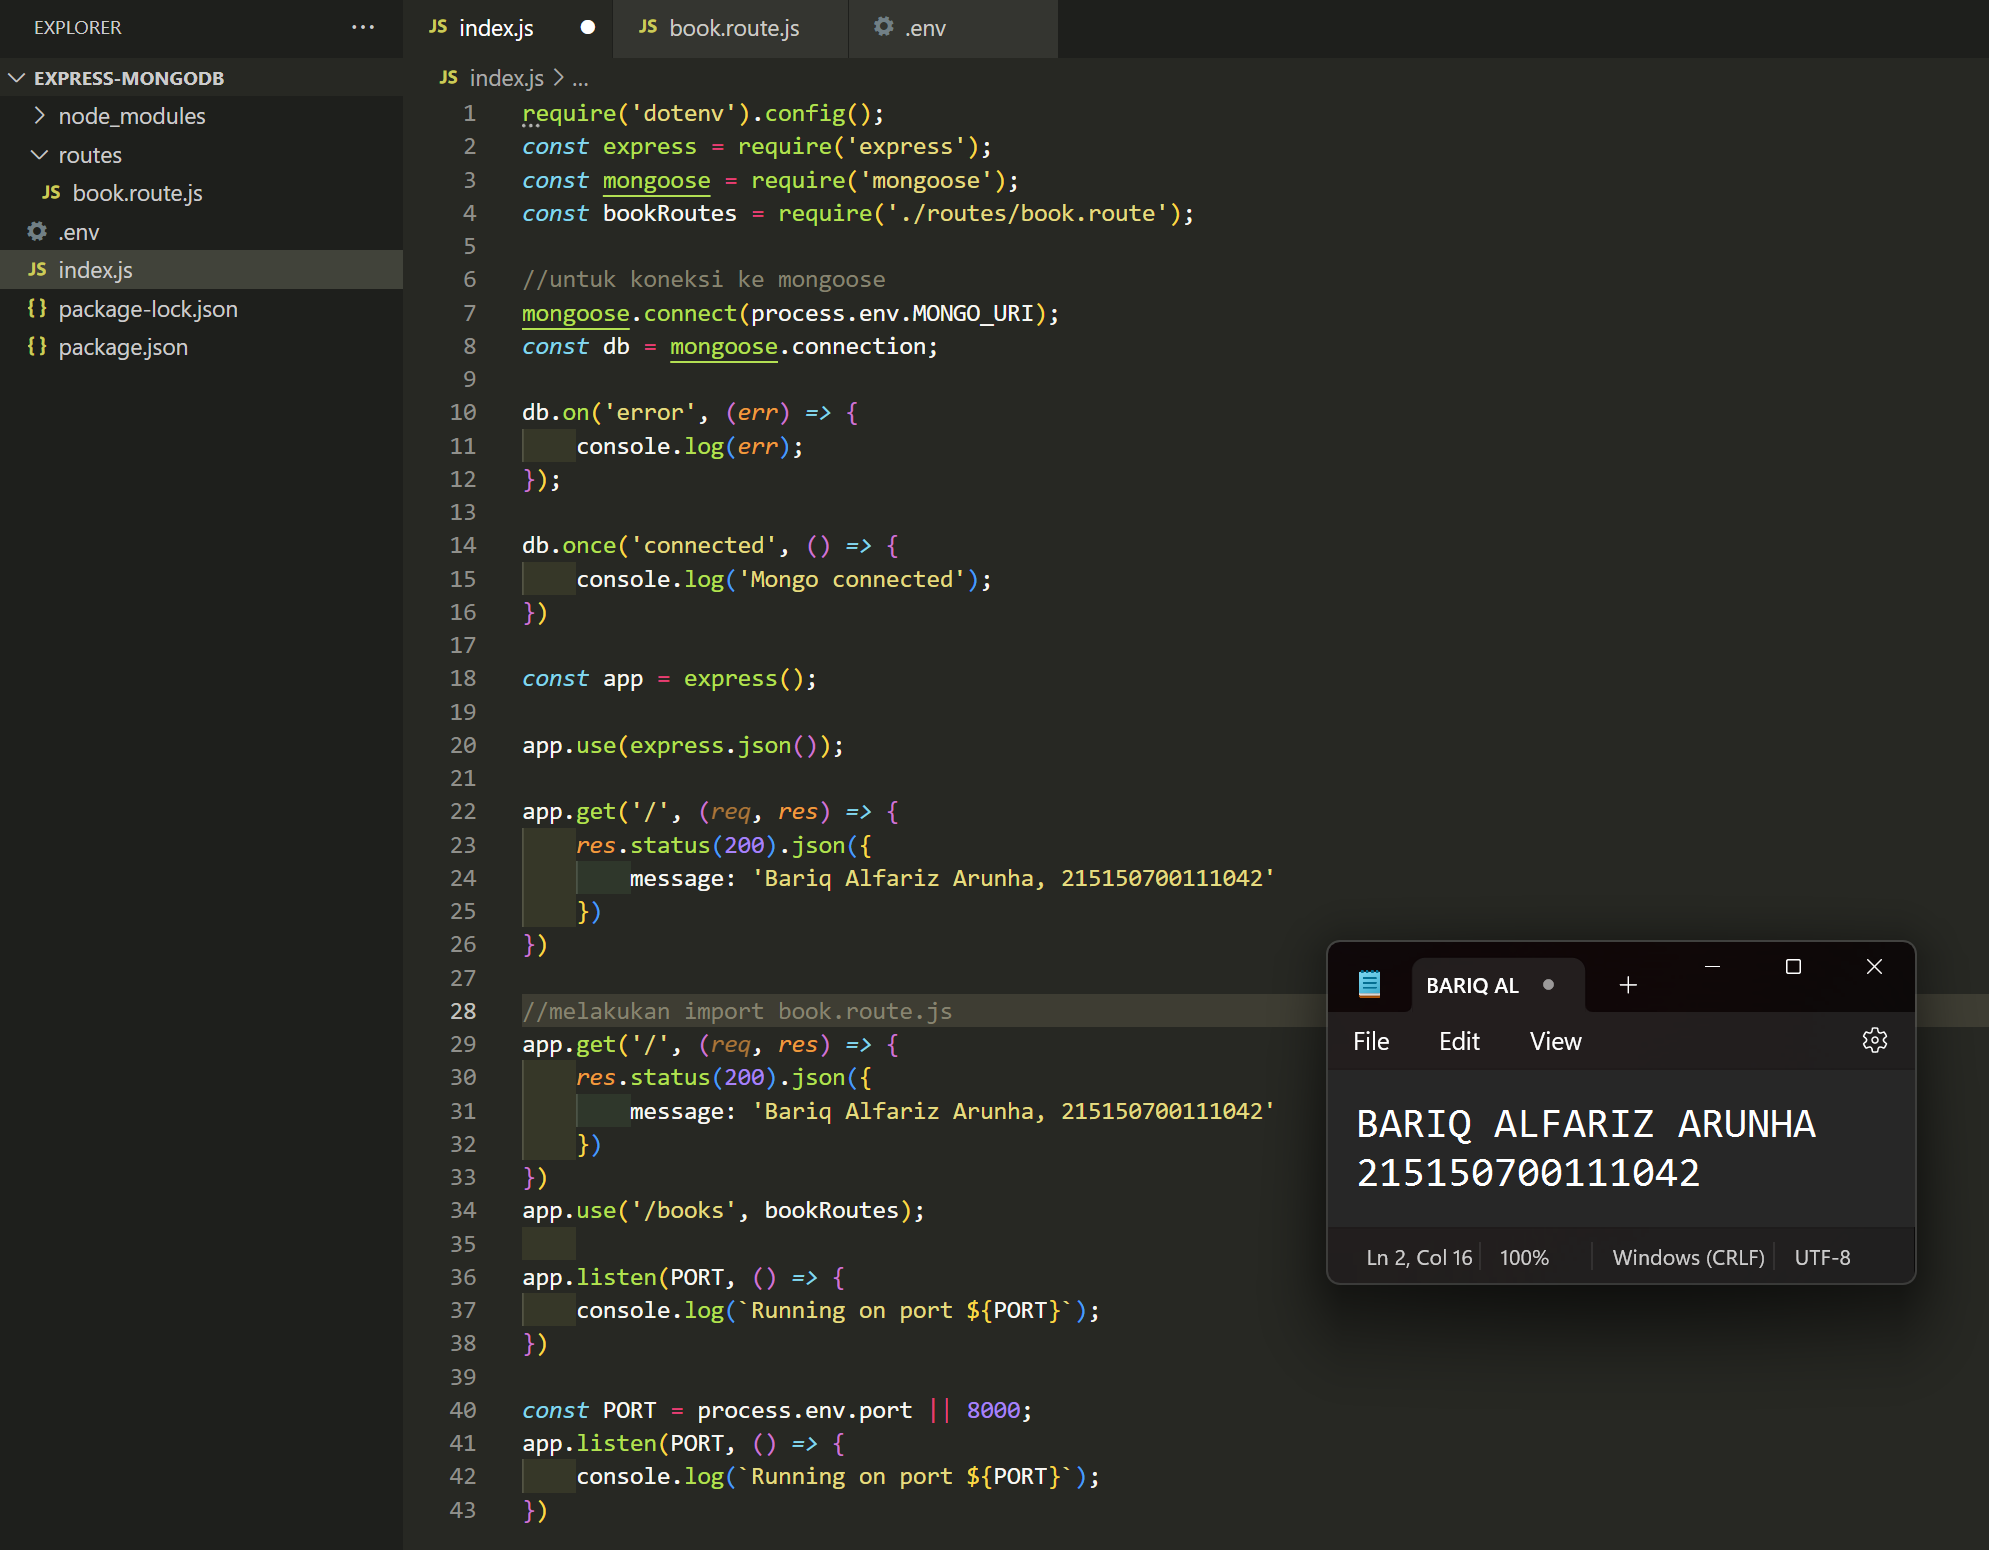 EXPLORER
EXPRESS-MONGODB
node_modules
routes
JS book.route.js
.env
JS index.js
{} package-lock.json
{} package.json
JS index.js
JS book.route.js
.env
JS index.js > ...
1 require('dotenv').config();
2 const express = require('express');
3 const mongoose = require('mongoose');
4 const bookRoutes = require('./routes/book.route');
5
6 //untuk koneksi ke mongoose
7 mongoose.connect(process.env.MONGO_URI);
8 const db = mongoose.connection;
9
10 db.on('error', (err) => {
11     console.log(err);
12 });
13
14 db.once('connected', () => {
15     console.log('Mongo connected');
16 })
17
18 const app = express();
19
20 app.use(express.json());
21
22 app.get('/', (req, res) => {
23     res.status(200).json({
24         message: 'Bariq Alfariz Arunha, 215150700111042'
25     })
26 })
27
28 //melakukan import book.route.js
29 app.get('/', (req, res) => {
30     res.status(200).json({
31         message: 'Bariq Alfariz Arunha, 215150700111042'
32     })
33 })
34 app.use('/books', bookRoutes);
35
36 app.listen(PORT, () => {
37     console.log(`Running on port ${PORT}`);
38 })
39
40 const PORT = process.env.port || 8000;
41 app.listen(PORT, () => {
42     console.log(`Running on port ${PORT}`);
43 })
BARIQ AL
File Edit View
BARIQ ALFARIZ ARUNHA
215150700111042
Ln 2, Col 16 100% Windows (CRLF) UTF-8